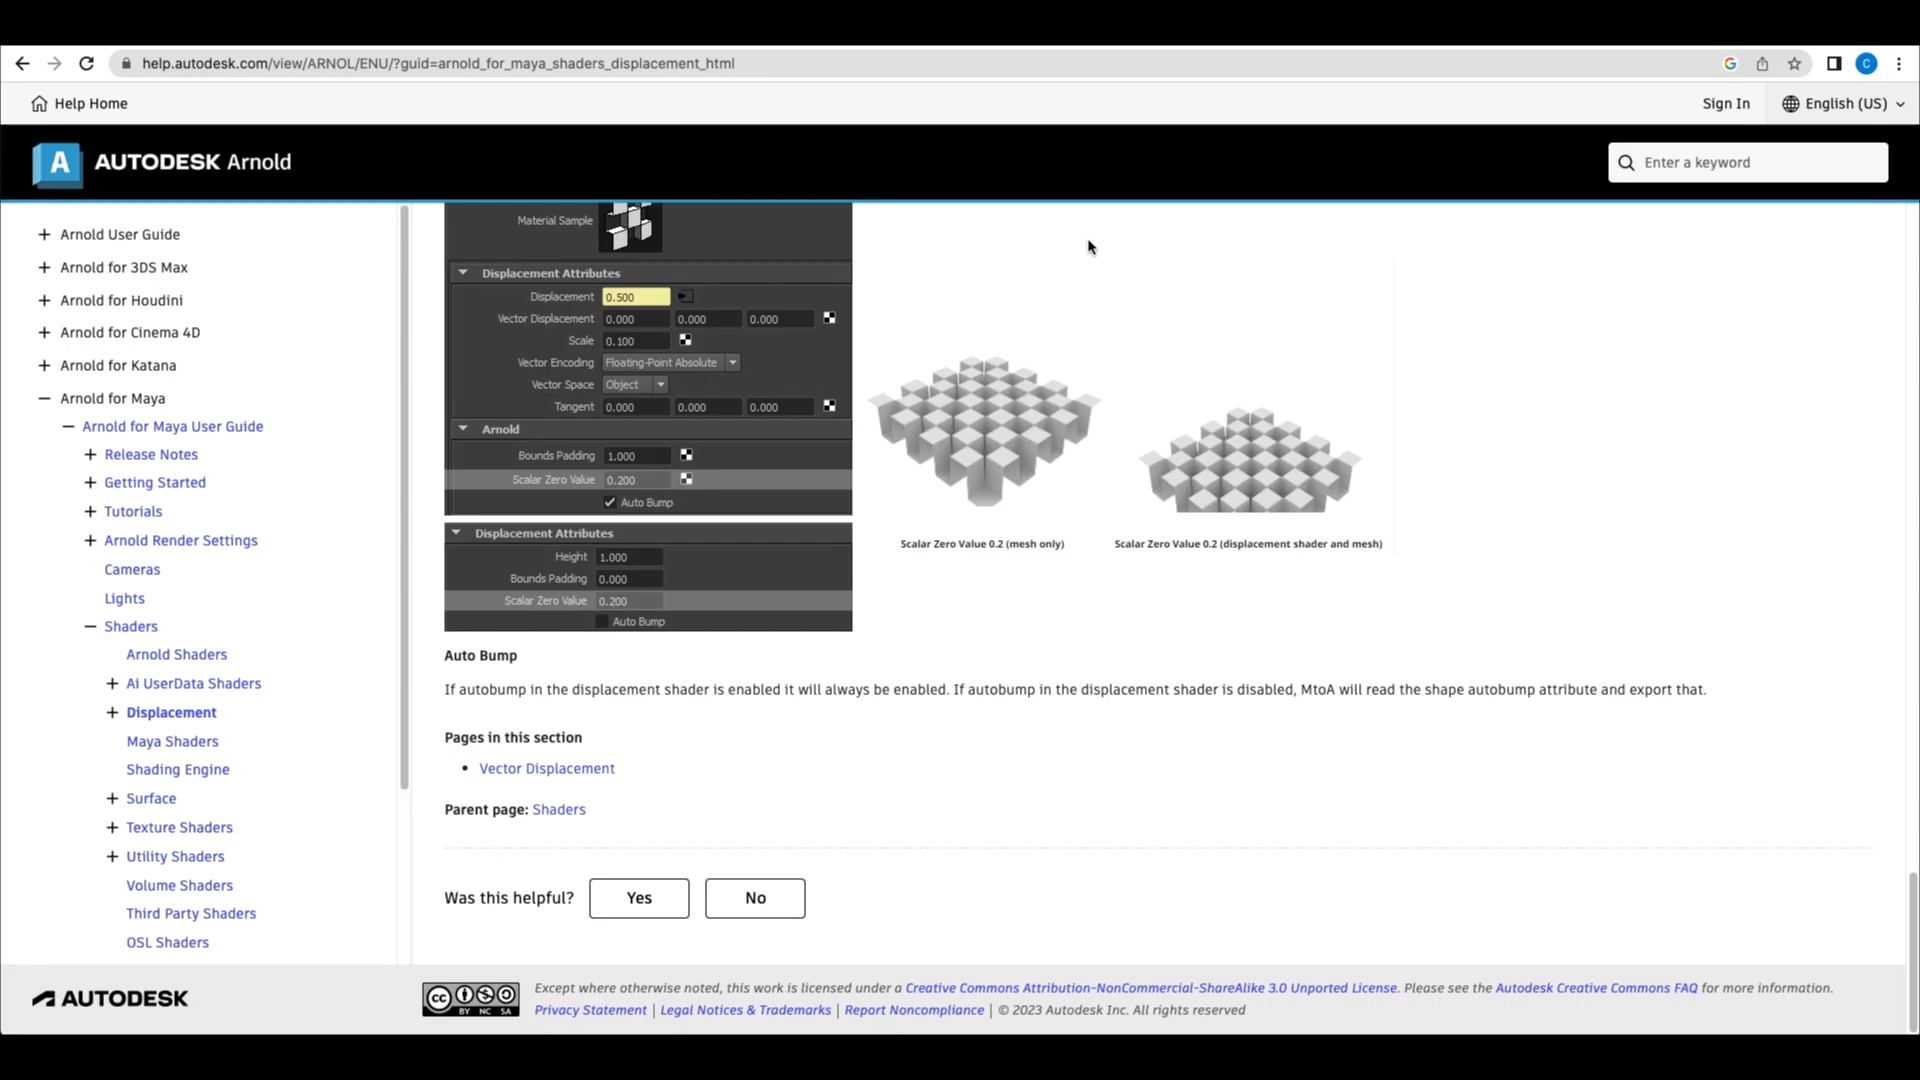 help.autodesk.com/view/ARNOL/ENU/?guid=arnold_for_maya_shaders_displacement_html
C
Help Home
Sign In
English (US)
A
AUTODESK Arnold
Enter a keyword
Arnold User Guide
Arnold for 3DS Max
Arnold for Houdini
Arnold for Cinema 4D
Arnold for Katana
Arnold for Maya
Arnold for Maya User Guide
Release Notes
Getting Started
Tutorials
Arnold Render Settings
Cameras
Lights
Shaders
Arnold Shaders
Ai UserData Shaders
Displacement
Maya Shaders
Shading Engine
Surface
Texture Shaders
Utility Shaders
Volume Shaders
Third Party Shaders
OSL Shaders
Material Sample
Displacement Attributes
Displacement 0.500
Vector Displacement 0.000 0.000 0.000
Scale 0.100
Vector Encoding Floating-Point Absolute
Vector Space Object
Tangent 0.000 0.000 0.000
Arnold
Bounds Padding 1.000
Scalar Zero Value 0.200
Auto Bump
Displacement Attributes
Height 1.000
Bounds Padding 0.000
Scalar Zero Value 0.200
Auto Bump
Scalar Zero Value 0.2 (mesh only)
Scalar Zero Value 0.2 (displacement shader and mesh)
Auto Bump
If autobump in the displacement shader is enabled it will always be enabled. If autobump in the displacement shader is disabled, MtoA will read the shape autobump attribute and export that.
Pages in this section
• Vector Displacement
Parent page: Shaders
Was this helpful? Yes No
AUTODESK
cc BY NC SA
Except where otherwise noted, this work is licensed under a Creative Commons Attribution-NonCommercial-ShareAlike 3.0 Unported License. Please see the Autodesk Creative Commons FAQ for more information.
Privacy Statement | Legal Notices & Trademarks | Report Noncompliance | © 2023 Autodesk Inc. All rights reserved